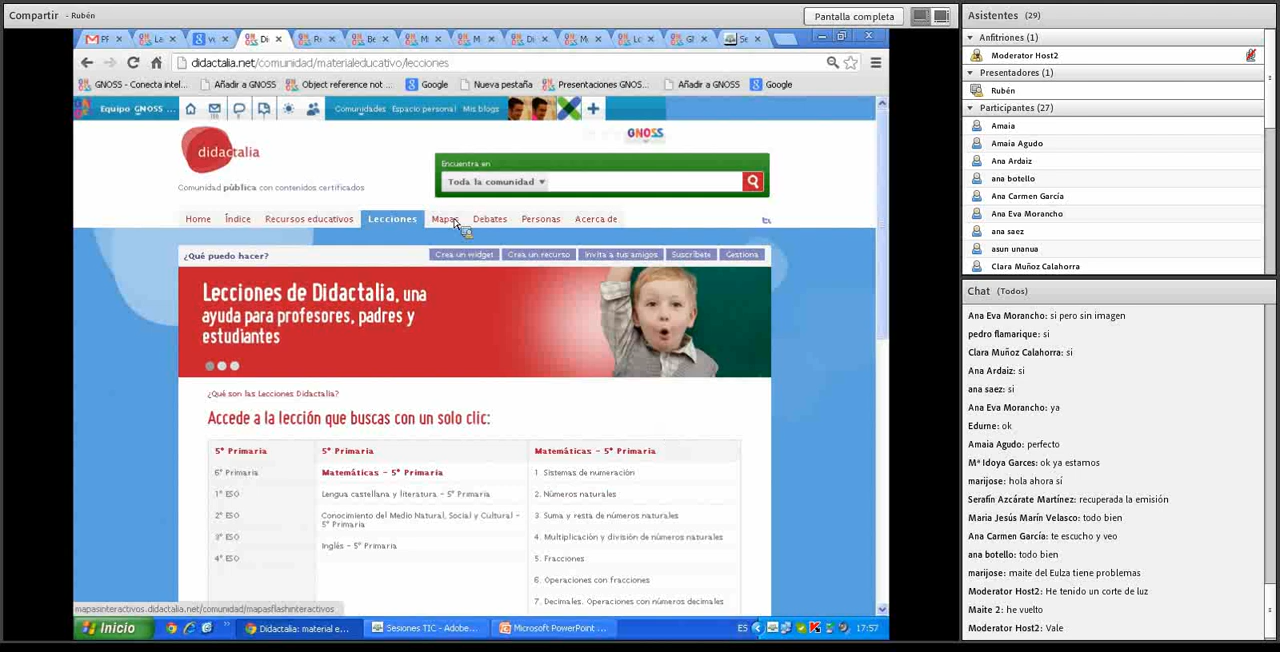 Compartir - Rubén
Pantalla completa
didactalia.net/comunidad/materialeducativo/lecciones
GNOSS - Conecta intel...
Añadir a GNOSS
Object reference not ...
Google
Nueva pestaña
Presentaciones GNOSS...
Añadir a GNOSS
Google
Equipo GNOSS ...
Comunidades
Espacio personal
Mis blogs
didactalia
GNOSS
Comunidad pública con contenidos certificados
Encuentra en
Toda la comunidad
Home
Índice
Recursos educativos
Lecciones
Mapas
Debates
Personas
Acerca de
¿Qué puedo hacer?
Crea un widget
Crea un recurso
Invita a tus amigos
Suscríbete
Gestiona
Lecciones de Didactalia, una
ayuda para profesores, padres y
estudiantes
¿Qué son las Lecciones Didactalia?
Accede a la lección que buscas con un solo clic:
5º Primaria
6º Primaria
1º ESO
2º ESO
3º ESO
4º ESO
5º Primaria
Matemáticas - 5º Primaria
Lengua castellana y literatura - 5º Primaria
Conocimiento del Medio Natural, Social y Cultural -
5º Primaria
Inglés - 5º Primaria
Matemáticas - 5º Primaria
1. Sistemas de numeración
2. Números naturales
3. Suma y resta de números naturales
4. Multiplicación y división de números naturales
5. Fracciones
6. Operaciones con fracciones
7. Decimales. Operaciones con números decimales
mapasinteractivos.didactalia.net/comunidad/mapasflashinteractivos
Inicio
Didactalia: material e...
Sesiones TIC - Adobe...
Microsoft PowerPoint ...
ES
17:57
Asistentes (29)
Anfitriones (1)
Moderator Host2
Presentadores (1)
Rubén
Participantes (27)
Amaia
Amaia Agudo
Ana Ardaiz
ana botello
Ana Carmen García
Ana Eva Morancho
ana saez
asun unanua
Clara Muñoz Calahorra
Chat (Todos)
Ana Eva Morancho: si pero sin imagen
pedro flamarique: si
Clara Muñoz Calahorra: si
Ana Ardaiz: si
ana saez: si
Ana Eva Morancho: ya
Edurne: ok
Amaia Agudo: perfecto
Mª Idoya Garces: ok ya estamos
marijose: hola ahora sí
Serafín Azcárate Martínez: recuperada la emisión
Maria Jesús Marín Velasco: todo bien
Ana Carmen García: te escucho y veo
ana botello: todo bien
marijose: maite del Eulza tiene problemas
Moderator Host2: He tenido un corte de luz
Maite 2: he vuelto
Moderator Host2: Vale